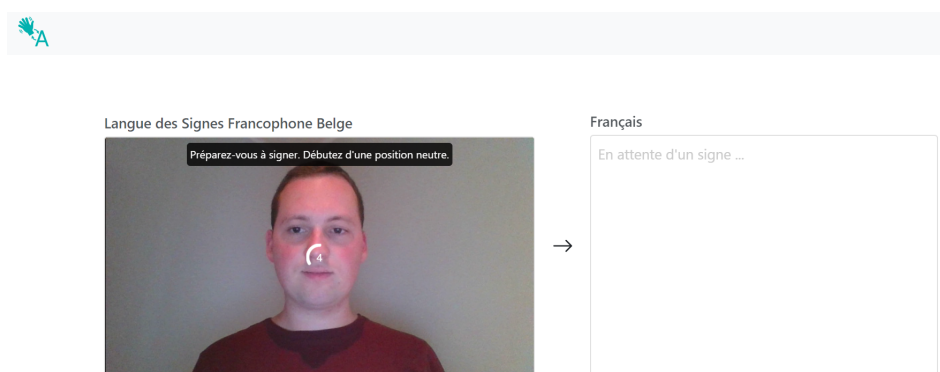 A
Langue des Signes Francophone Belge
Français
Préparez-vous à signer. Débutez d'une position neutre.
En attente d'un signe ...
4